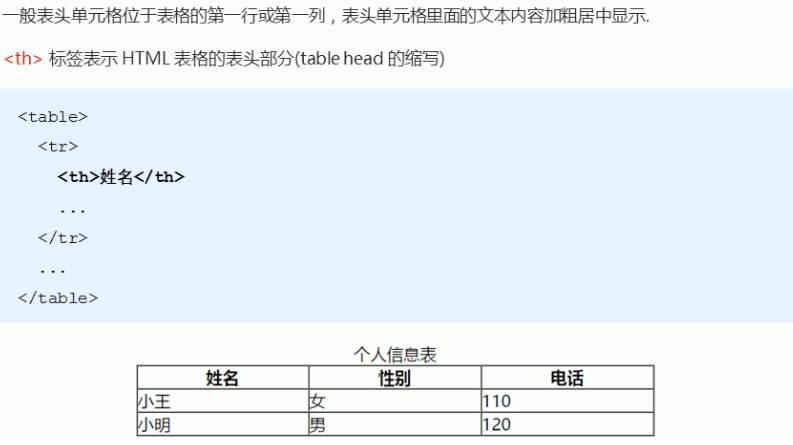 一般表头单元格位于表格的第一行或第一列，表头单元格里面的文本内容加粗居中显示.
<th> 标签表示 HTML 表格的表头部分(table head 的缩写)
<table>
<tr>
<th>姓名</th>
...
</tr>
...
</table>
个人信息表
姓名 性别 电话
小王 女 110
小明 男 120